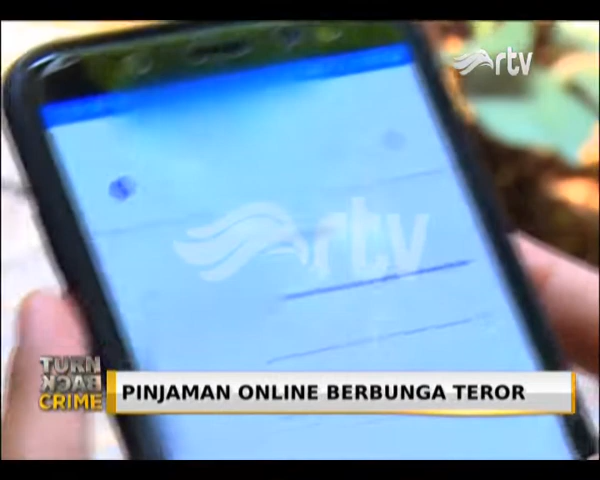 rtv
rtv
TURN
BACK
CRIME
PINJAMAN ONLINE BERBUNGA TEROR